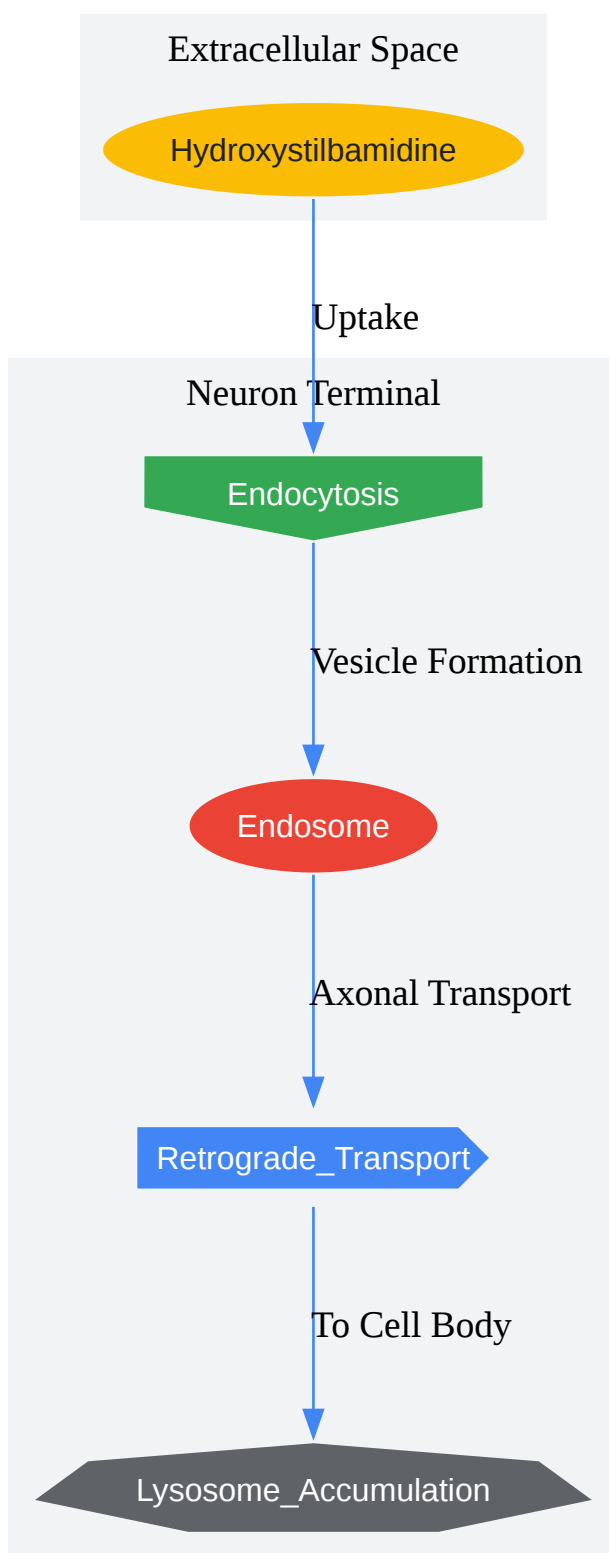 Extracellular Space
Hydroxystilbamidine
Uptake
Neuron Terminal
Endocytosis
Vesicle Formation
Endosome
Axonal Transport
Retrograde_Transport
To Cell Body
Lysosome_Accumulation